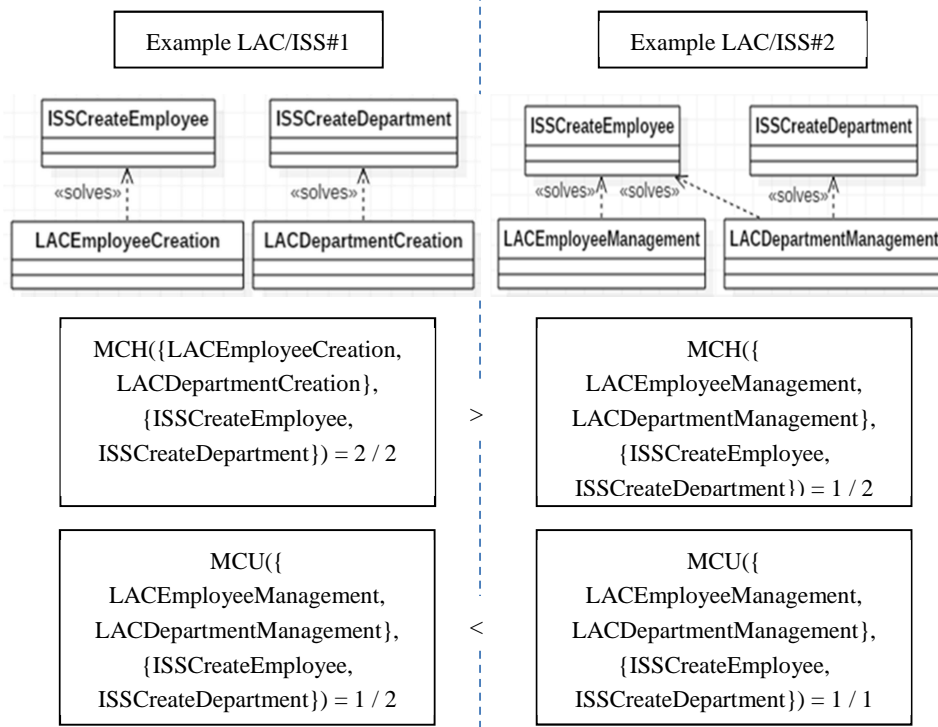 Example LAC/ISS#1
Example LAC/ISS#2
ISSCreateEmployee
ISSCreateDepartment
«solves»
«solves»
LACEmployeeCreation
LACDepartmentCreation
ISSCreateEmployee
ISSCreateDepartment
«solves»
«solves»
«solves»
LACEmployeeManagement
LACDepartmentManagement
MCH({LACEmployeeCreation,
LACDepartmentCreation},
{ISSCreateEmployee,
ISSCreateDepartment}) = 2 / 2
>
MCH({
LACEmployeeManagement,
LACDepartmentManagement},
{ISSCreateEmployee,
ISSCreateDepartment}) = 1 / 2
MCU({
LACEmployeeManagement,
LACDepartmentManagement},
{ISSCreateEmployee,
ISSCreateDepartment}) = 1 / 2
<
MCU({
LACEmployeeManagement,
LACDepartmentManagement},
{ISSCreateEmployee,
ISSCreateDepartment}) = 1 / 1